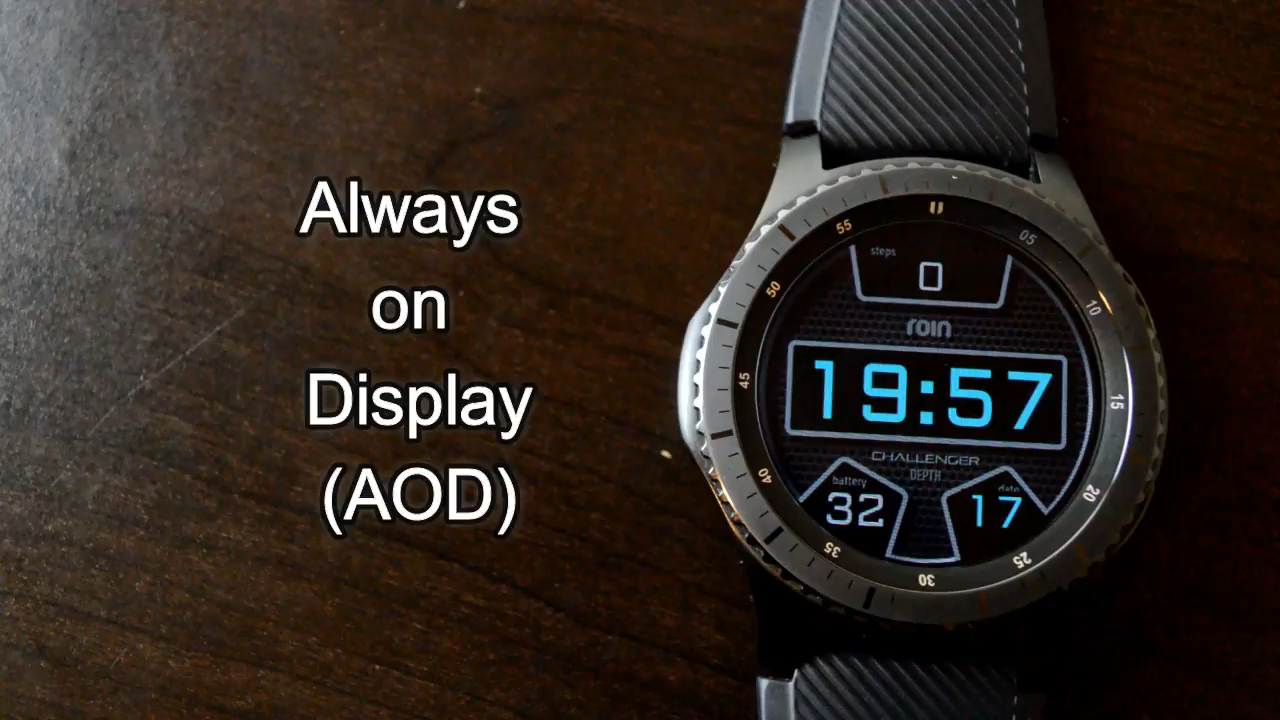 Always
on
Display
(AOD)
55
05
50
10
45
15
40
20
35
25
30
steps
0
roin
19:57
CHALLENGER
DEPTH
battery
32
date
17